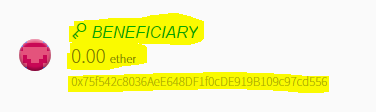 BENEFICIARY
0.00 ether
0x75f542c8036AeE648DF1f0cDE919B109c97cd556